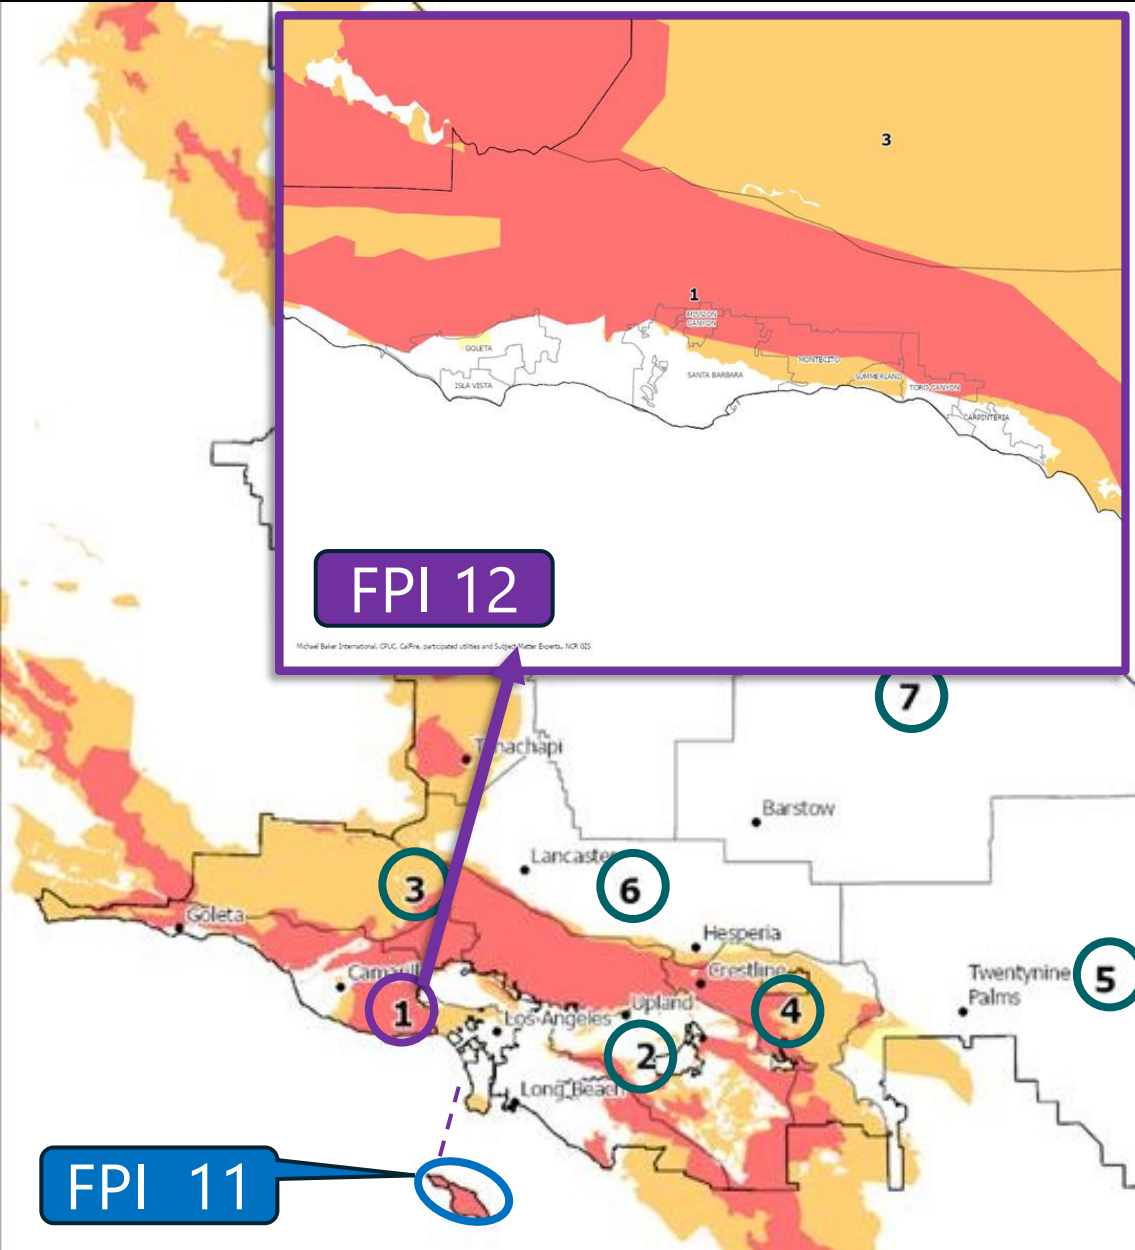 3
1
MISSION
CANYON
GOLETA
MONTECITO
ISLA VISTA
SANTA BARBARA
SUMMERLAND
TORO CANYON
CARPINTERIA
FPI 12
Michael Baker International, CPUC, CalFire, participated utilities and Subject Matter Experts., NCR GIS
7
Barstow
Lancaster
3
6
Goleta
Hesperia
Crestline
Twentynine
Palms
5
1
Upland
4
Los Angeles
2
Long Beach
FPI 11